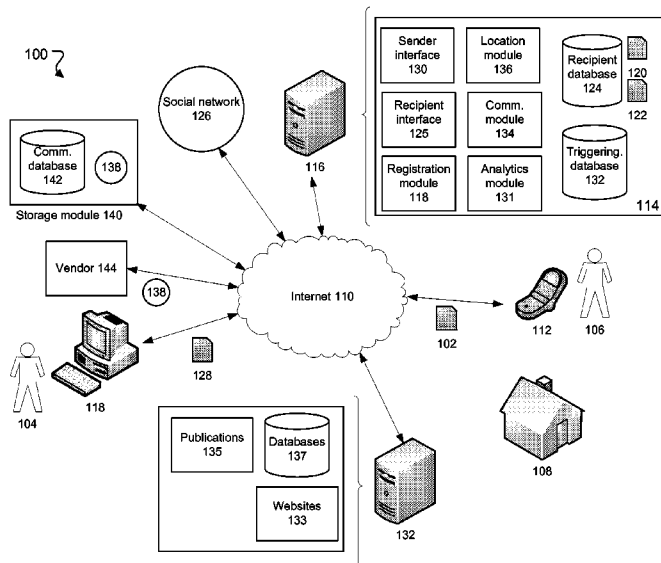 100
Social network
126
116
Sender
interface
130
Location
module
136
Recipient
database
124
120
122
Recipient
interface
125
Comm.
module
134
Registration
module
118
Analytics
module
131
Triggering.
database
132
114
Comm.
database
142
138
Storage module 140
Vendor 144
138
Internet 110
102
112
106
104
118
128
108
Publications
135
Databases
137
Websites
133
132